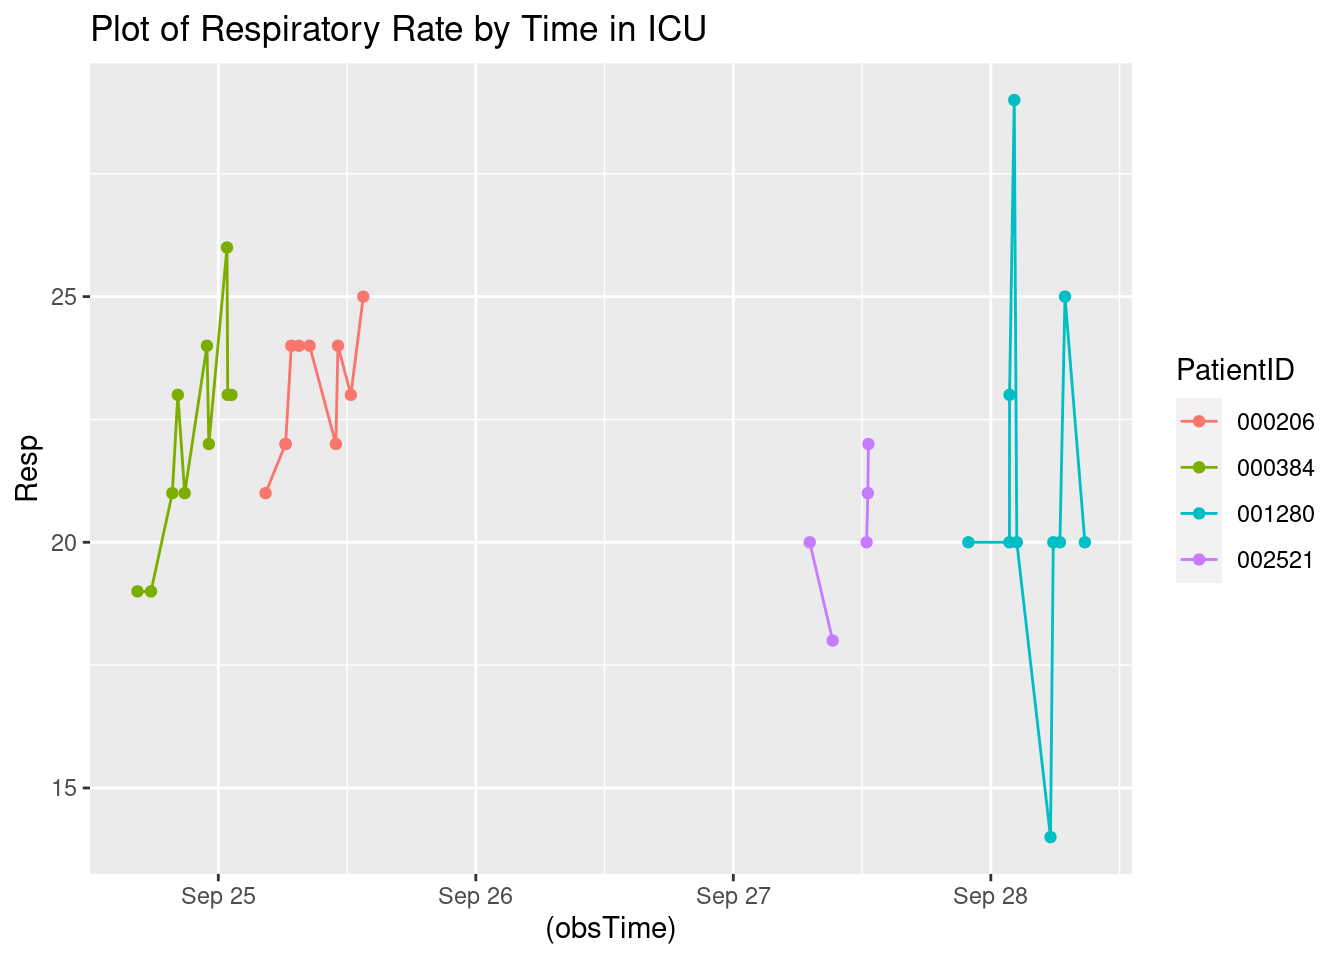 Plot of Respiratory Rate by Time in ICU
Resp
25
20
15
Sep 25
Sep 26
Sep 27
Sep 28
(obsTime)
PatientID
000206
000384
001280
002521